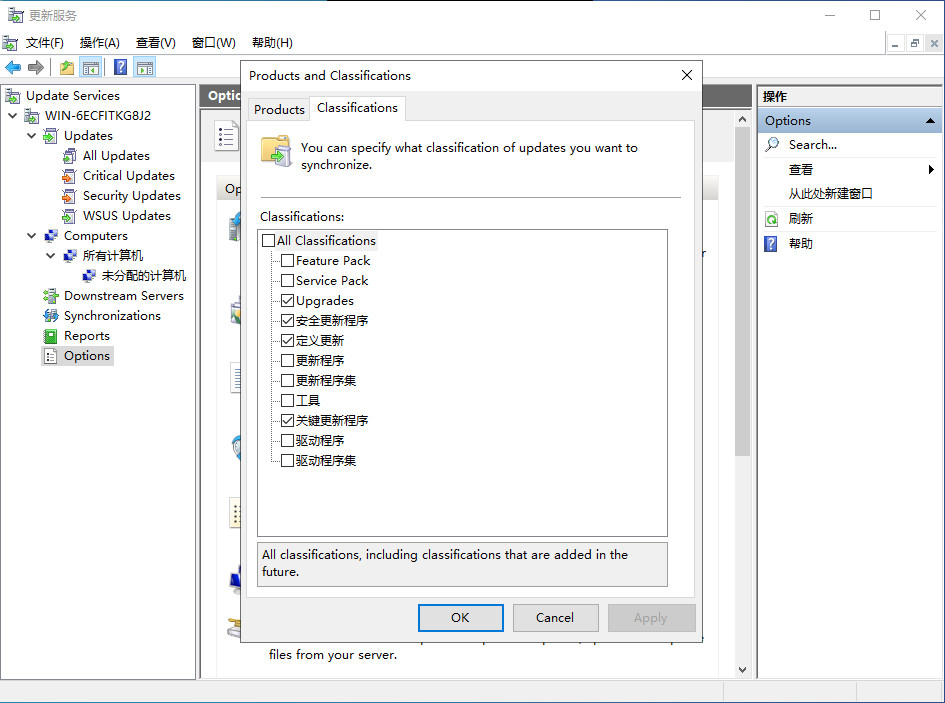 更新服务
文件(F) 操作(A) 查看(V) 窗口(W) 帮助(H)
Update Services
WIN-6ECFITKG8J2
Updates
All Updates
Critical Updates
Security Updates
WSUS Updates
Computers
所有计算机
未分配的计算机
Downstream Servers
Synchronizations
Reports
Options
Optic
Op
Products and Classifications
Products Classifications
You can specify what classification of updates you want to
synchronize.
Classifications:
All Classifications
Feature Pack
Service Pack
Upgrades
安全更新程序
定义更新
更新程序
更新程序集
工具
关键更新程序
驱动程序
驱动程序集
All classifications, including classifications that are added in the
future.
OK Cancel Apply
files from your server.
操作
Options
Search...
查看
从此处新建窗口
刷新
帮助